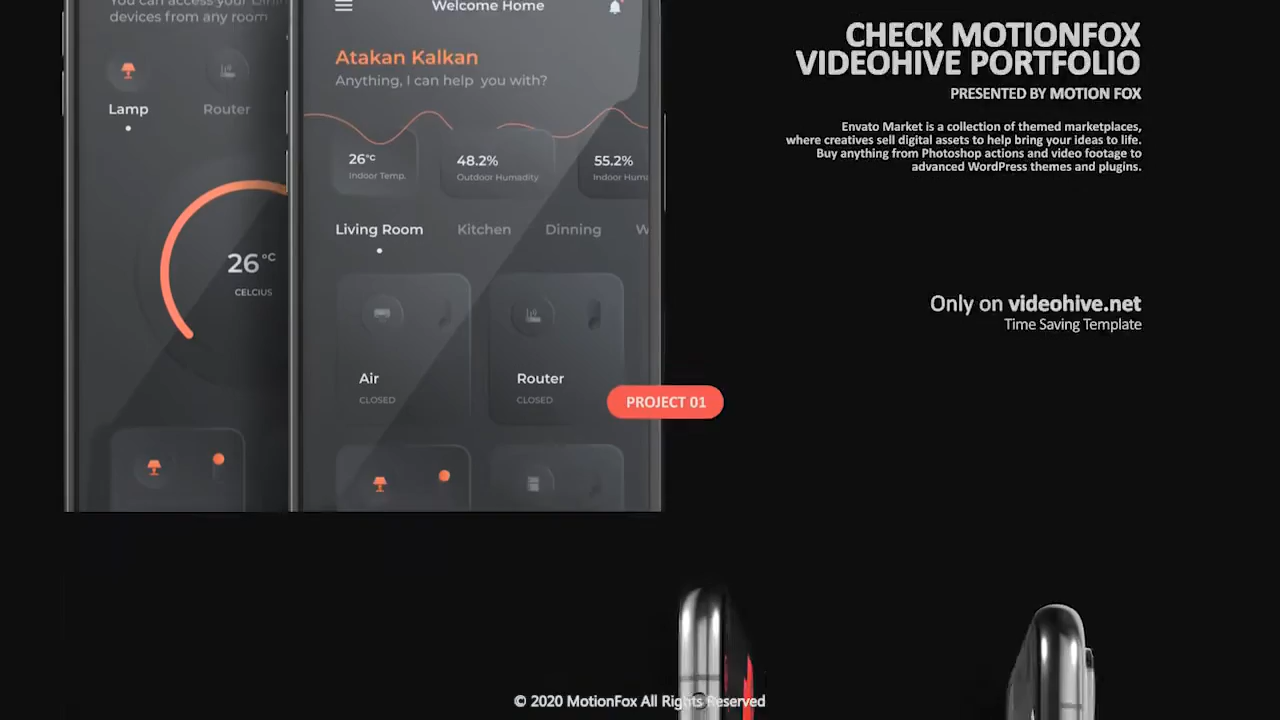 You can access your
devices from any room
Lamp
Router
26°C
CELCIUS
Welcome Home
Atakan Kalkan
Anything, I can help you with?
26°C
Indoor Temp.
48.2%
Outdoor Humadity
55.2%
Indoor
Living Room
Kitchen
Dinning
W
Air
CLOSED
Router
CLOSED
PROJECT 01
CHECK MOTIONFOX
VIDEOHIVE PORTFOLIO
PRESENTED BY MOTION FOX
Envato Market is a collection of themed marketplaces,
where creatives sell digital assets to help bring your ideas to life.
Buy anything from Photoshop actions and video footage to
advanced WordPress themes and plugins.
Only on videohive.net
Time Saving Template
© 2020 MotionFox All Rights Reserved